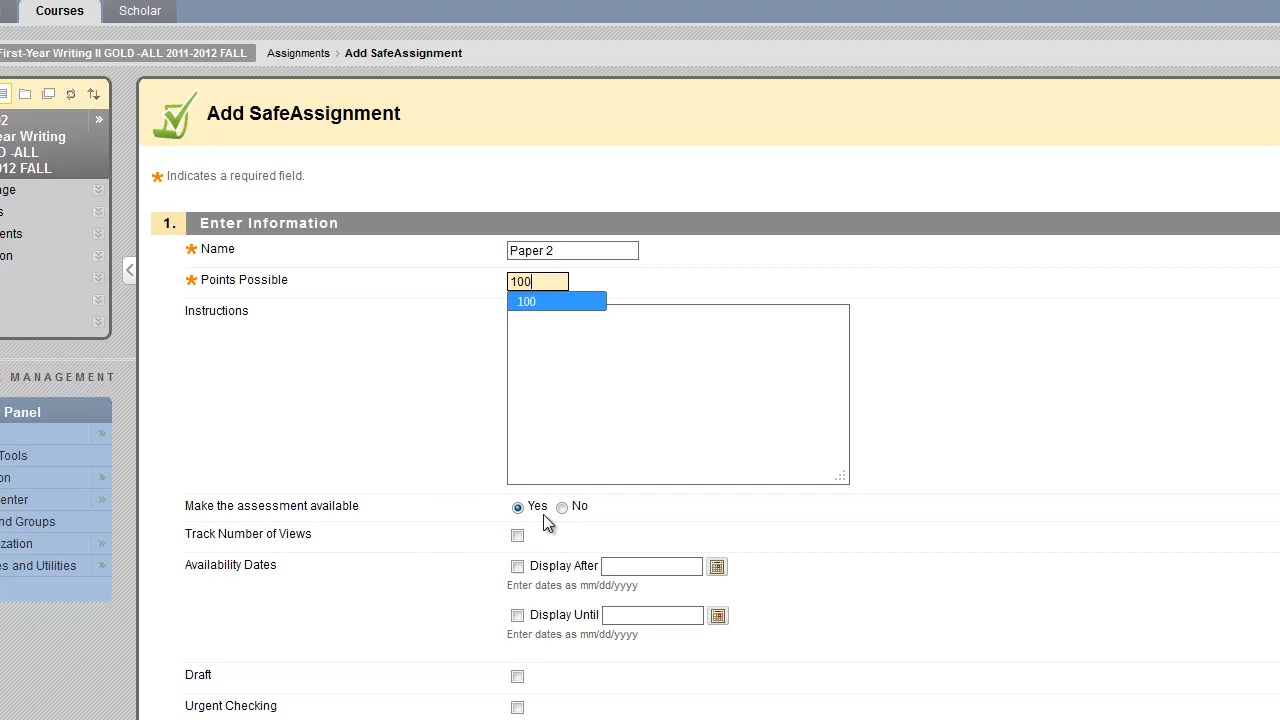 Courses
Scholar
First-Year Writing II GOLD -ALL 2011-2012 FALL
Assignments > Add SafeAssignment
Add SafeAssignment
Indicates a required field.
02
ear Writing
D -ALL
012 FALL
age
s
ents
on
MANAGEMENT
Panel
Tools
on
enter
nd Groups
ization
es and Utilities
1. Enter Information
Name
Paper 2
Points Possible
100
100
Instructions
Make the assessment available
Yes No
Track Number of Views
Availability Dates
Display After
Enter dates as mm/dd/yyyy
Display Until
Enter dates as mm/dd/yyyy
Draft
Urgent Checking